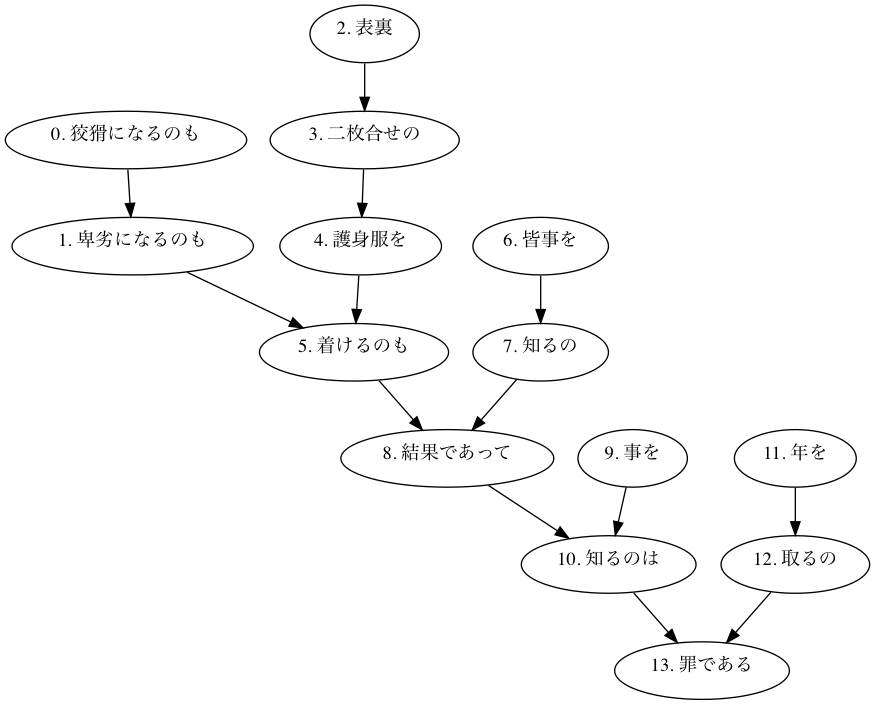 2. 表裏
0. 狡猾になるのも
3. 二枚合せの
1. 卑劣になるのも
4. 護身服を
6. 皆事を
5. 着けるのも
7. 知るの
8. 結果であって
9. 事を
11. 年を
10. 知るのは
12. 取るの
13. 罪である